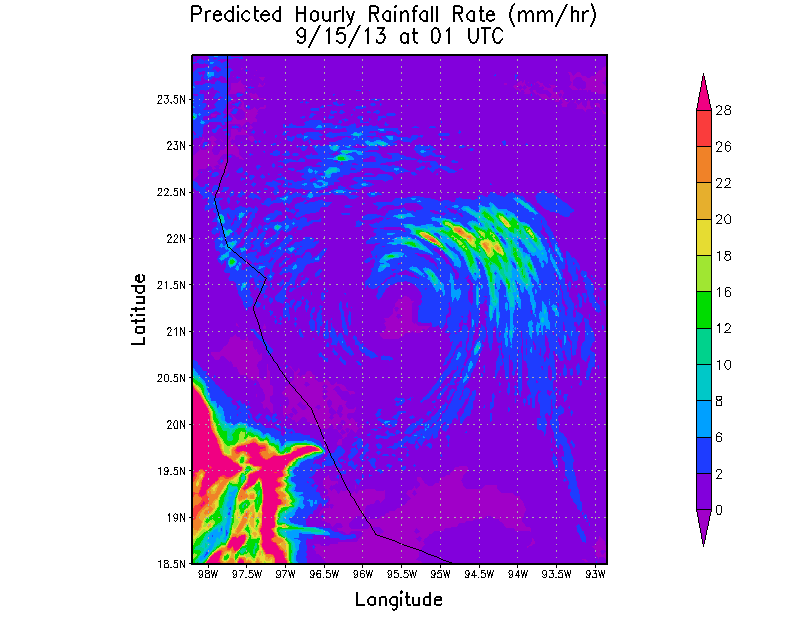 Predicted Hourly Rainfall Rate (mm/hr)
9/15/13 at 01 UTC
23.5N
23N
22.5N
22N
21.5N
21N
20.5N
20N
19.5N
19N
18.5N
Latitude
98W 97.5W 97W 96.5W 96W 95.5W 95W 94.5W 94W 93.5W 93W
Longitude
28
26
22
20
18
16
12
10
8
6
2
0